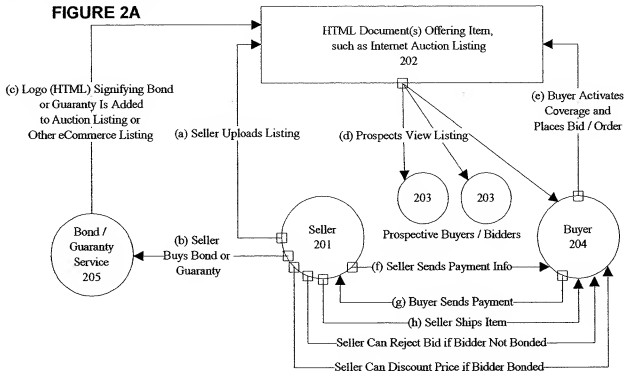 FIGURE 2A
HTML Document(s) Offering Item,
such as Internet Auction Listing
202
(c) Logo (HTML) Signifying Bond
or Guaranty Is Added
to Auction Listing or
Other eCommerce Listing
(a) Seller Uploads Listing
(d) Prospects View Listing
(e) Buyer Activates
Coverage and
Places Bid / Order
203
203
Prospective Buyers / Bidders
Bond /
Guaranty
Service
205
(b) Seller
Buys Bond or
Guaranty
Seller
201
Buyer
204
(f) Seller Sends Payment Info
(g) Buyer Sends Payment
(h) Seller Ships Item
Seller Can Reject Bid if Bidder Not Bonded
Seller Can Discount Price if Bidder Bonded